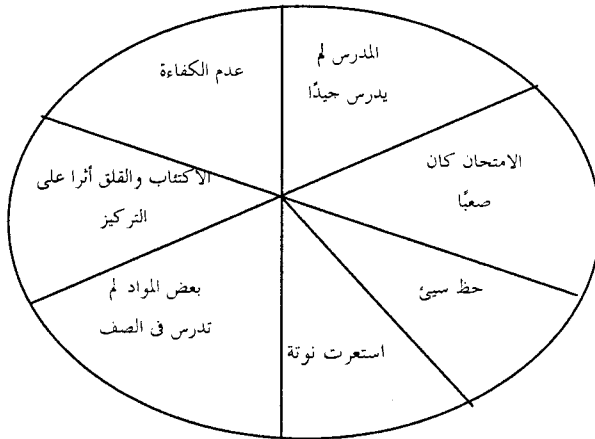 المدرس لم
يدرس جيدًا
عدم الكفاءة
الامتحان كان
صعبًا
الاكتئاب والقلق أثرا على
التركيز
حظ سيئ
بعض المواد لم
تدرس فى الصف
استعرت نوتة